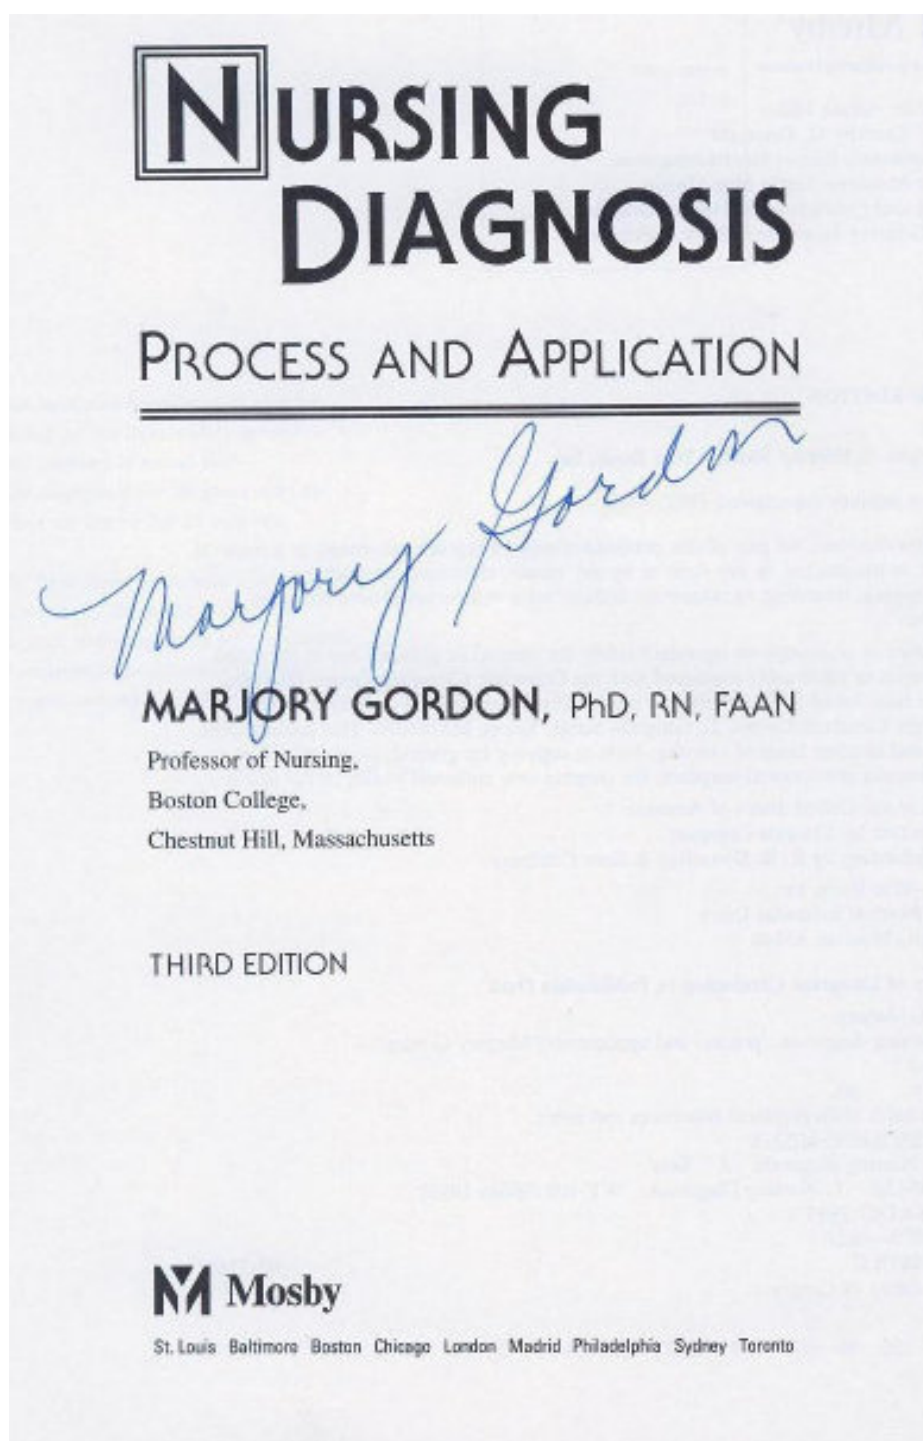 NURSING
DIAGNOSIS
PROCESS AND APPLICATION
Marjory Gordon
MARJORY GORDON, PhD, RN, FAAN
Professor of Nursing,
Boston College,
Chestnut Hill, Massachusetts
THIRD EDITION
Mosby
St. Louis Baltimore Boston Chicago London Madrid Philadelphia Sydney Toronto